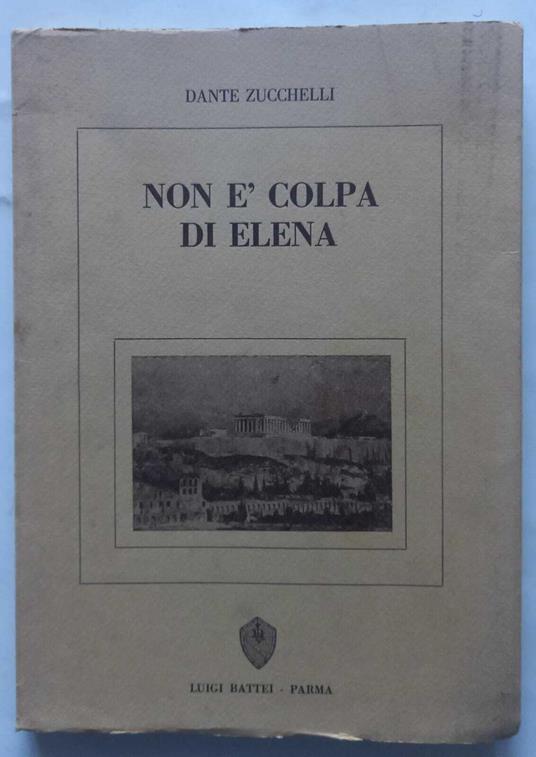 DANTE ZUCCHELLI
NON E' COLPA
DI ELENA
LUIGI BATTEI - PARMA